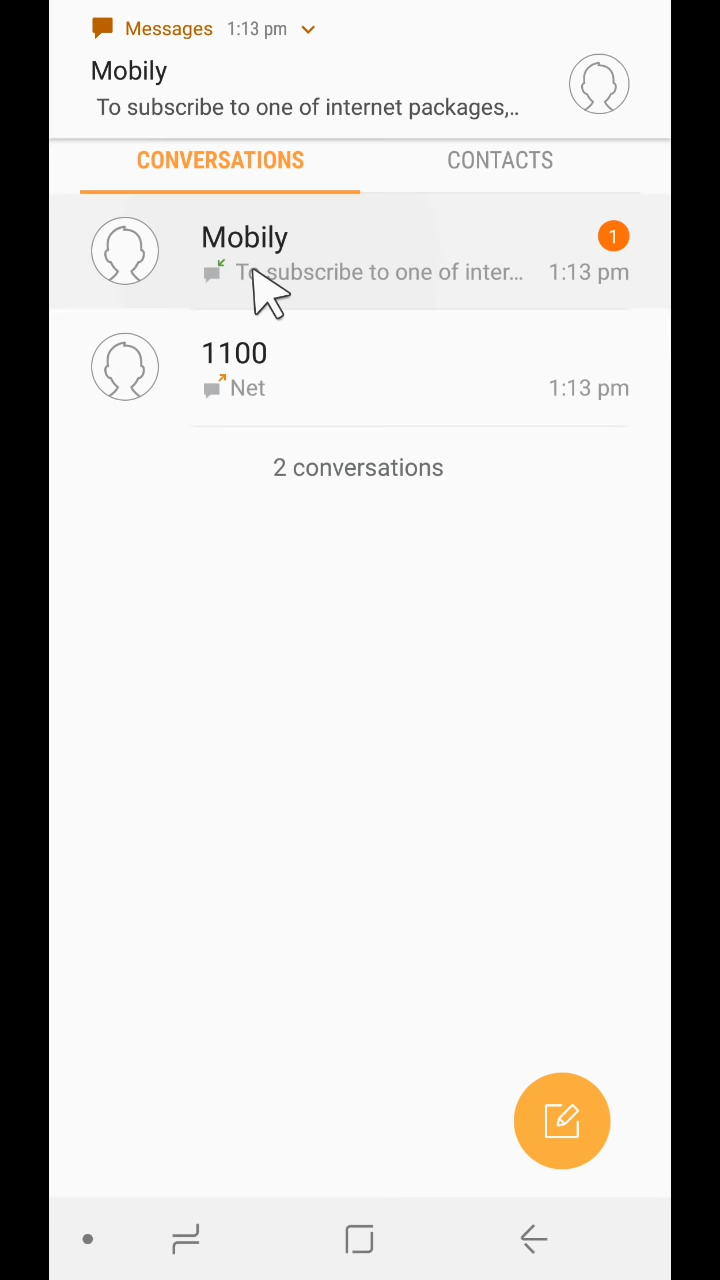 Messages 1:13 pm
Mobily
To subscribe to one of internet packages,..
CONVERSATIONS CONTACTS
Mobily 1
To subscribe to one of inter... 1:13 pm
1100
Net 1:13 pm
2 conversations